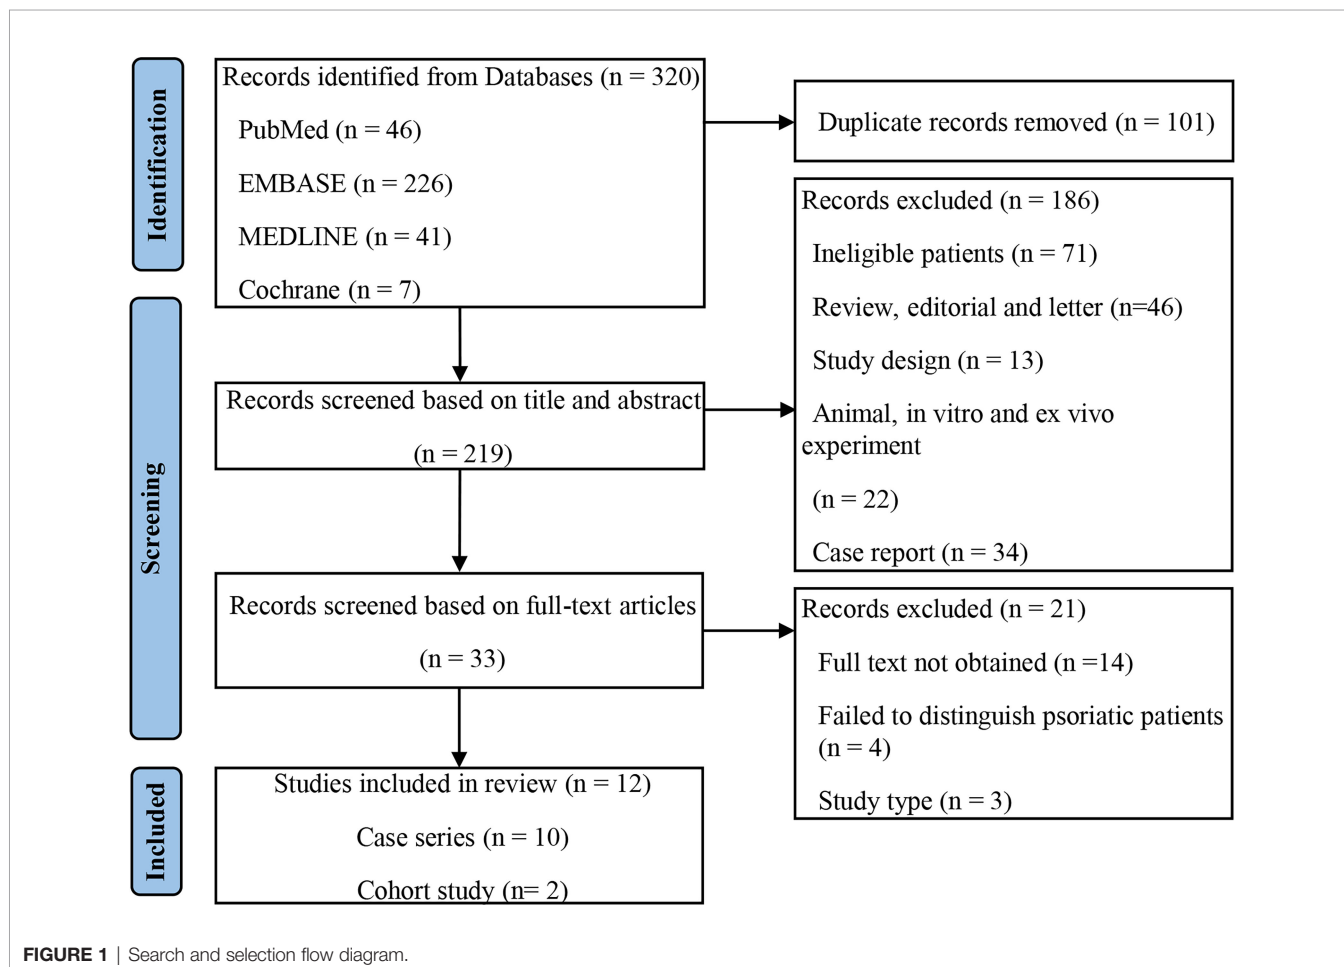 Identification
Records identified from Databases (n = 320)
PubMed (n = 46)
EMBASE (n = 226)
MEDLINE (n = 41)
Cochrane (n = 7)
Duplicate records removed (n = 101)
Screening
Records screened based on title and abstract
(n = 219)
Records excluded (n = 186)
Ineligible patients (n = 71)
Review, editorial and letter (n=46)
Study design (n = 13)
Animal, in vitro and ex vivo
experiment
(n = 22)
Case report (n = 34)
Records screened based on full-text articles
(n = 33)
Records excluded (n = 21)
Full text not obtained (n =14)
Failed to distinguish psoriatic patients
(n = 4)
Study type (n = 3)
Included
Studies included in review (n = 12)
Case series (n = 10)
Cohort study (n= 2)
FIGURE 1 | Search and selection flow diagram.